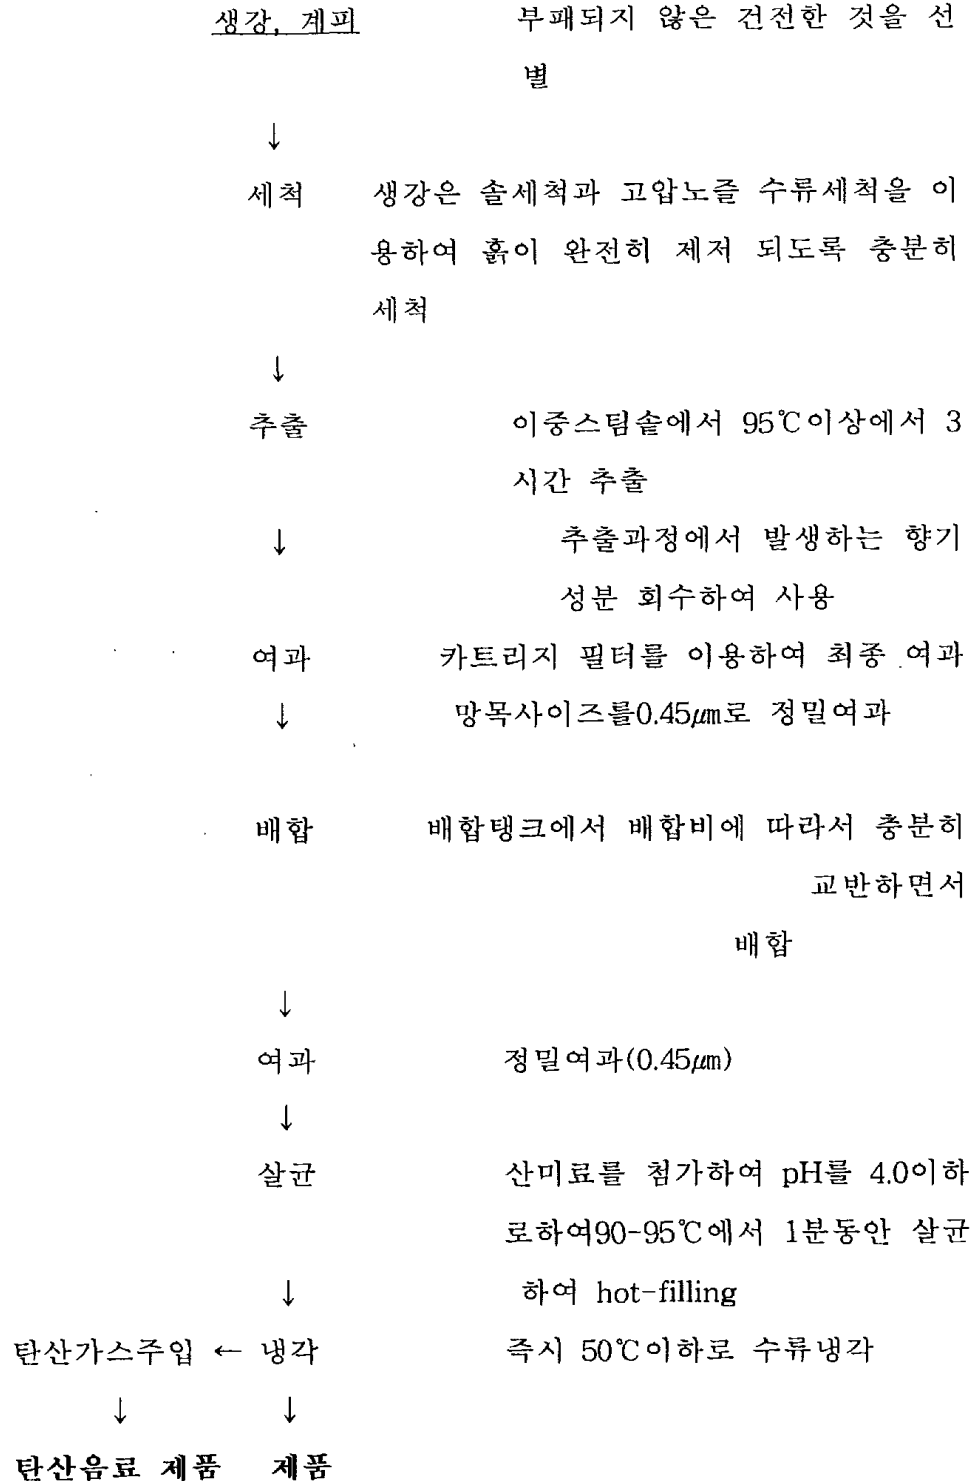 생강, 계피 부패되지 않은 건전한 것을 선
별
↓
세척 생강은 솔세척과 고압노즐 수류세척을 이
용하여 흙이 완전히 제저 되도록 충분히
세척
↓
추출 이중스팀솥에서 95℃이상에서 3
시간 추출
↓ 추출과정에서 발생하는 향기
성분 회수하여 사용
여과 카트리지 필터를 이용하여 최종 여과
↓ 망목사이즈를0.45㎛로 정밀여과
배합 배합탱크에서 배합비에 따라서 충분히
교반하면서
배합
↓
여과 정밀여과(0.45㎛)
↓
살균 산미료를 첨가하여 pH를 4.0이하
로하여90-95℃에서 1분동안 살균
↓ 하여 hot-filling
탄산가스주입 ← 냉각 즉시 50℃이하로 수류냉각
↓ ↓
탄산음료 제품 제품